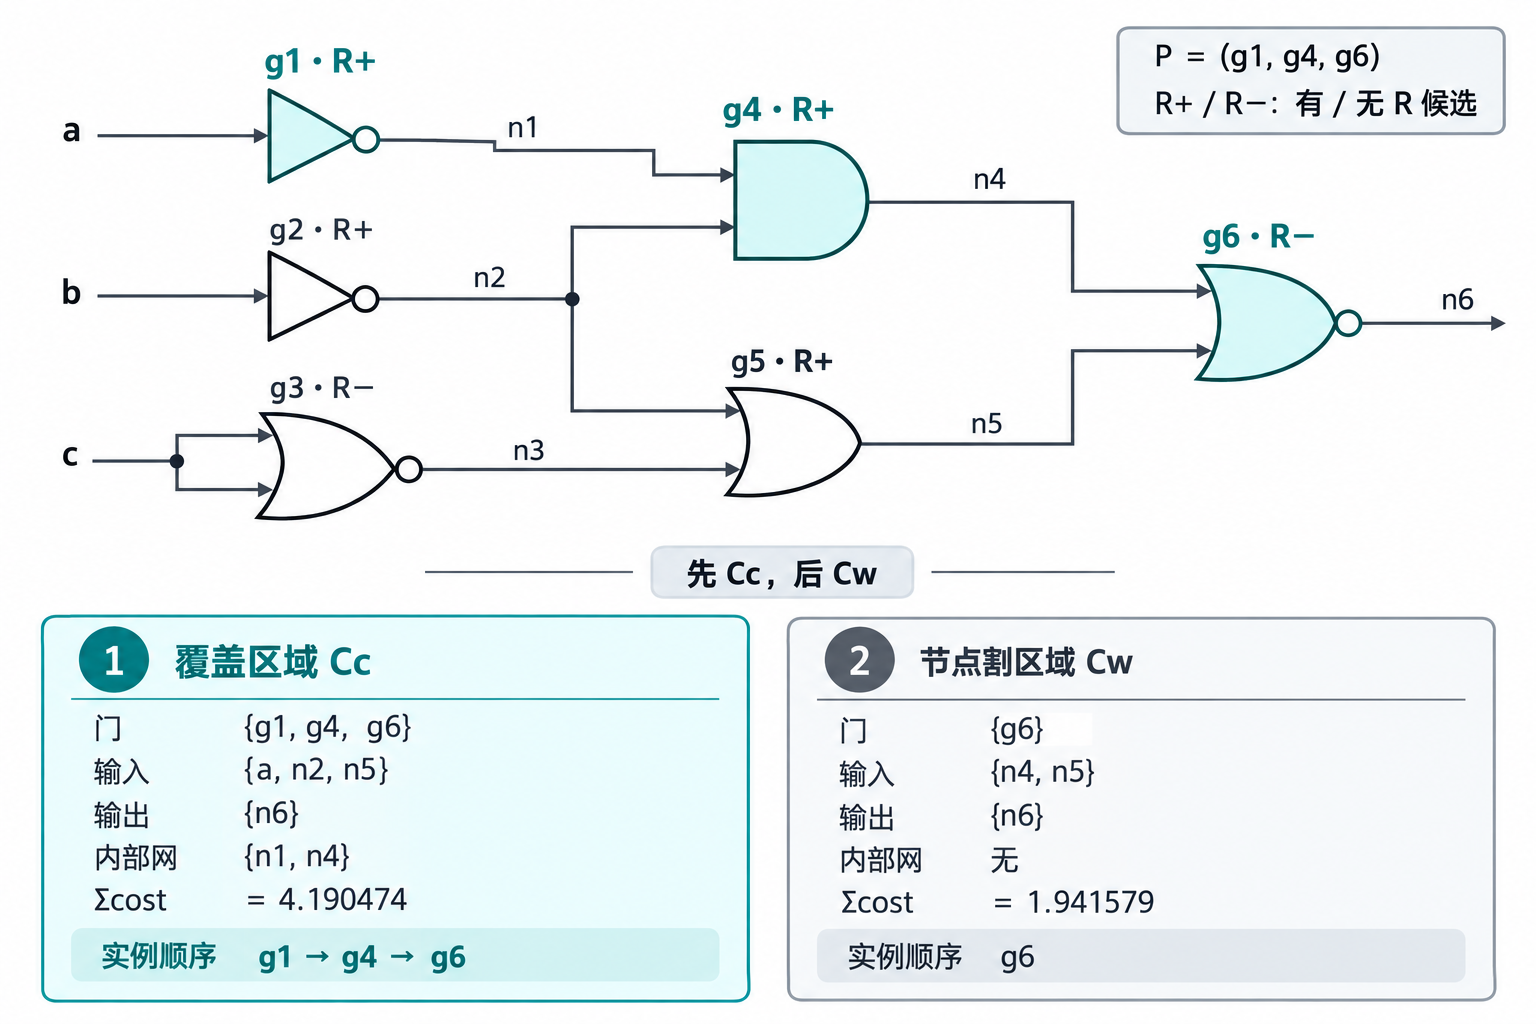 g1 · R+
P = (g1, g4, g6)
R+ / R−: 有 / 无 R 候选
a
n1
g4 · R+
n4
g2 · R+
g6 · R−
b
n2
n6
g5 · R+
g3 · R−
c
n3
n5
先 Cc，后 Cw
1 覆盖区域 Cc
门 {g1, g4, g6}
输入 {a, n2, n5}
输出 {n6}
内部网 {n1, n4}
Σcost = 4.190474
实例顺序 g1 → g4 → g6
2 节点割区域 Cw
门 {g6}
输入 {n4, n5}
输出 {n6}
内部网 无
Σcost = 1.941579
实例顺序 g6